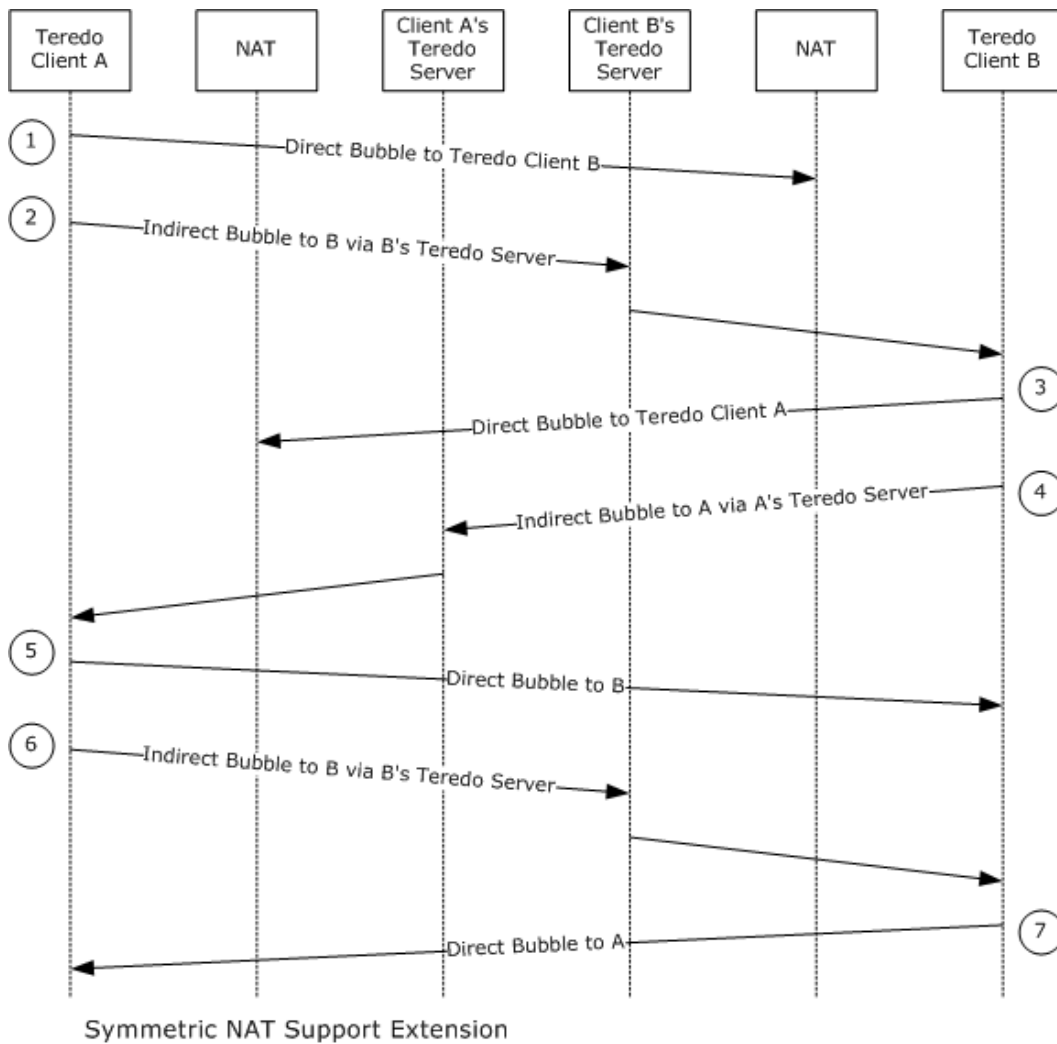 Teredo
Client A
NAT
Client A's
Teredo
Server
Client B's
Teredo
Server
NAT
Teredo
Client B
1
Direct Bubble to Teredo Client B
2
Indirect Bubble to B via B's Teredo Server
3
Direct Bubble to Teredo Client A
4
Indirect Bubble to A via A's Teredo Server
5
Direct Bubble to B
6
Indirect Bubble to B via B's Teredo Server
7
Direct Bubble to A
Symmetric NAT Support Extension